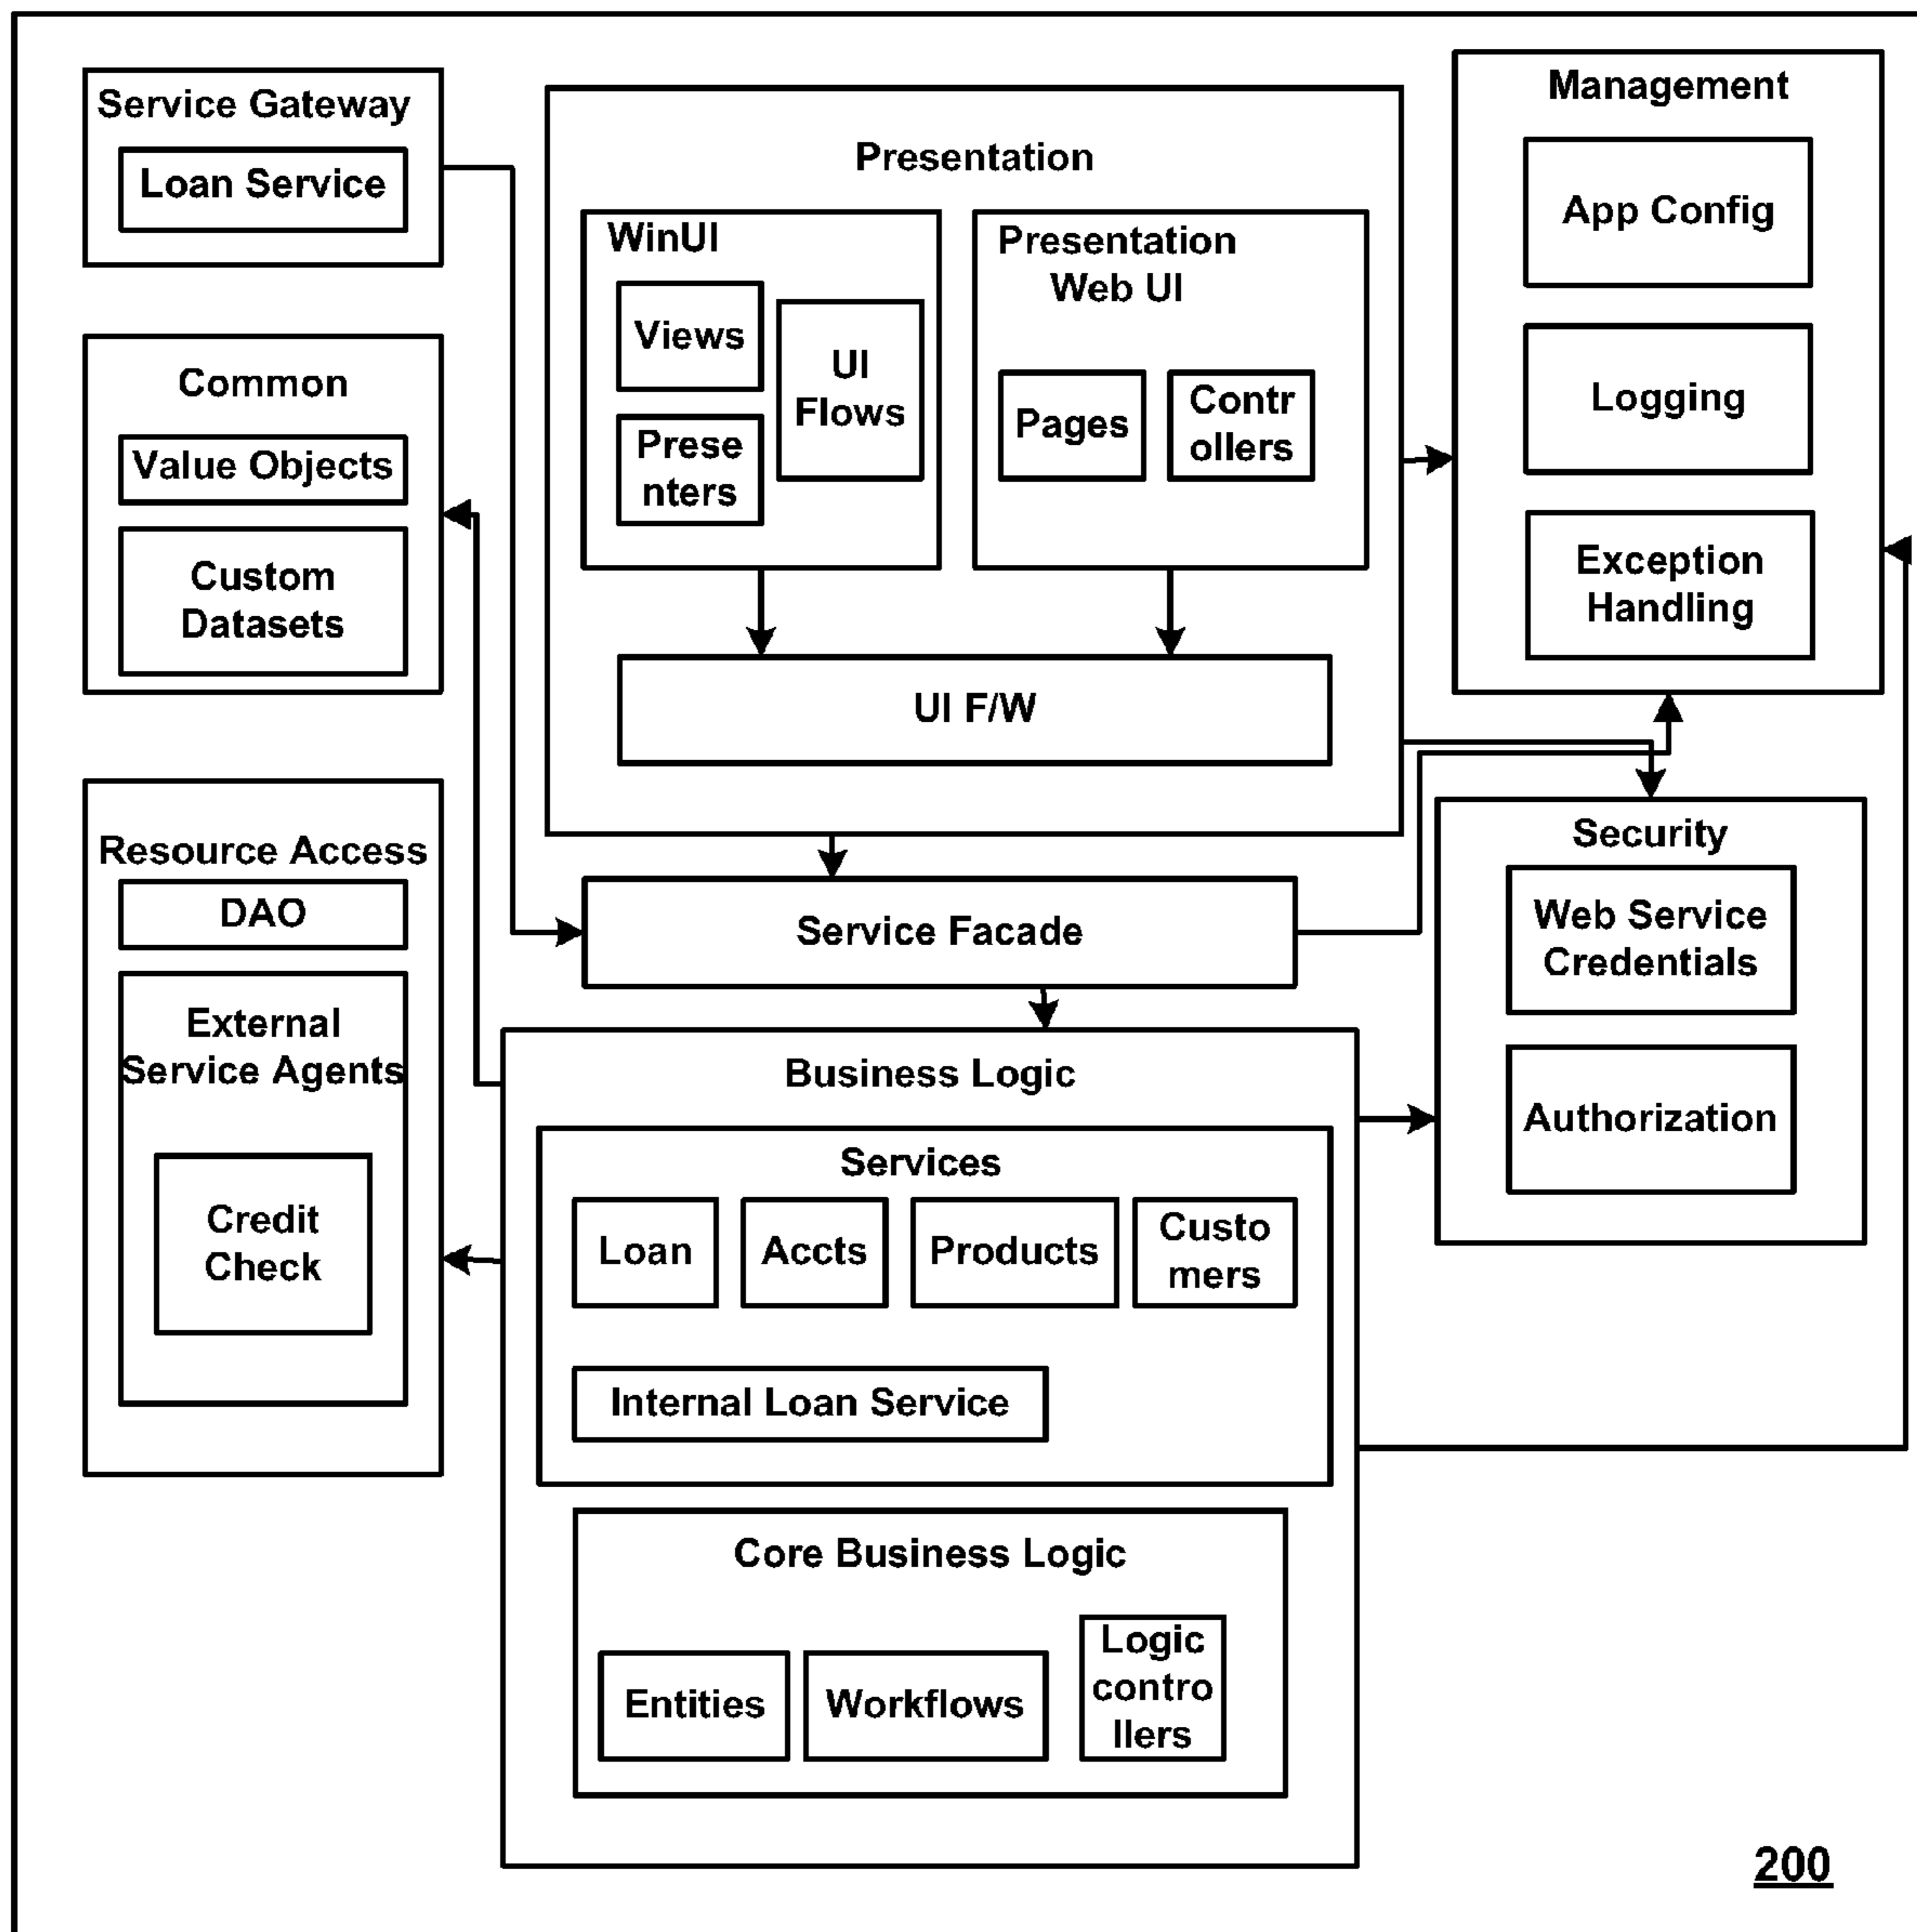 Service Gateway
Loan Service
Common
Value Objects
Custom
Datasets
Resource Access
DAO
External
Service Agents
Credit
Check
Presentation
WinUI
Views
Prese
nters
UI
Flows
Presentation
Web UI
Pages
Contr
ollers
UI F/W
Service Facade
Business Logic
Services
Loan
Accts
Products
Custo
mers
Internal Loan Service
Core Business Logic
Entities
Workflows
Logic
contro
llers
Management
App Config
Logging
Exception
Handling
Security
Web Service
Credentials
Authorization
200